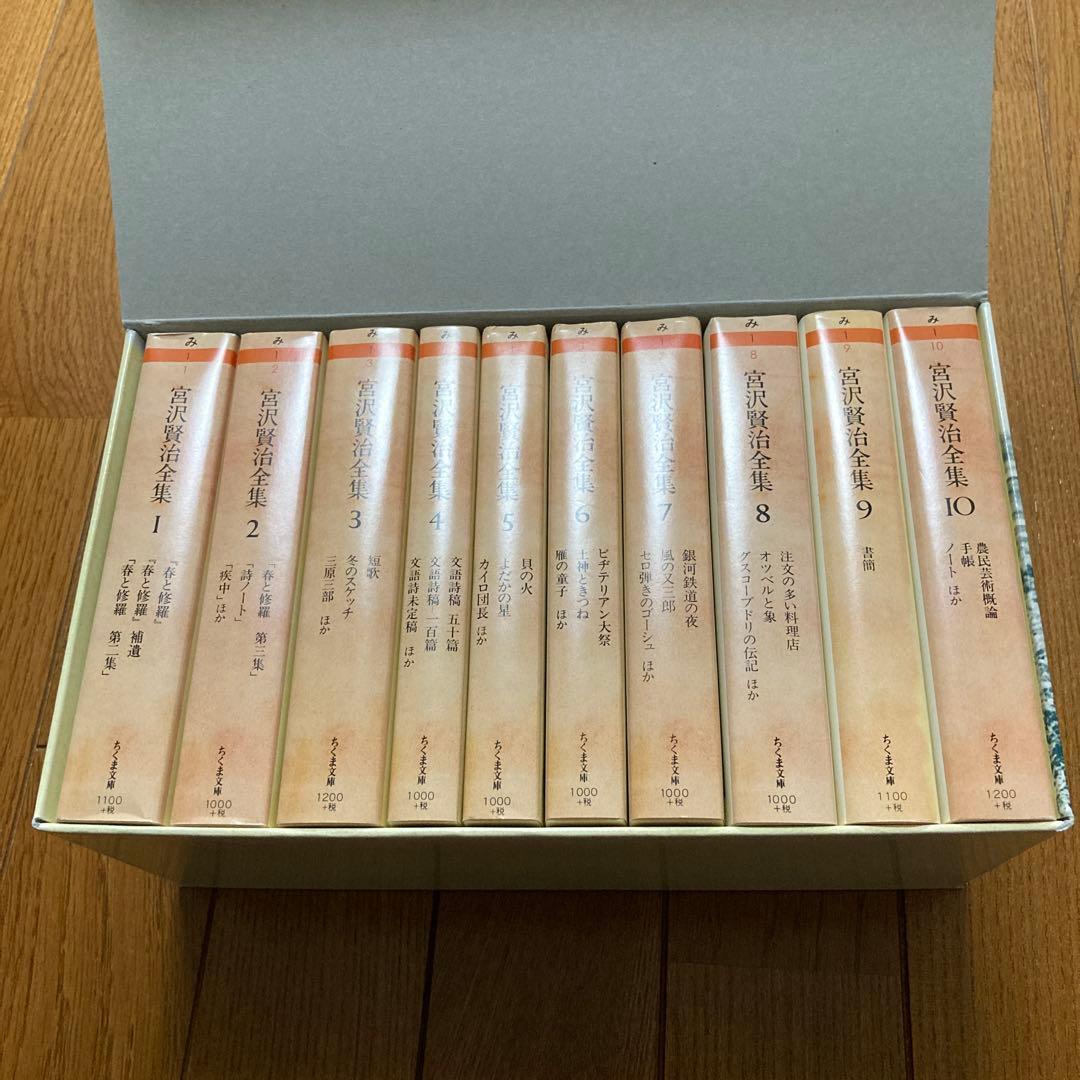 み
1
1
宮沢賢治全集 1
『春と修羅』
『春と修羅』補遺
「春と修羅 第二集」
ちくま文庫
1100
+税
み
1
2
宮沢賢治全集 2
「春と修羅 第三集」
「詩ノート」
「疾中」ほか
ちくま文庫
1000
+税
み
3
宮沢賢治全集 3
短歌
冬のスケッチ
三原三部 ほか
ちくま文庫
1200
+税
み
宮沢賢治全集 4
文語詩稿 五十篇
文語詩稿 一百篇
文語詩未定稿 ほか
ちくま文庫
1000
+税
み
宮沢賢治全集 5
貝の火
よだかの星
カイロ団長 ほか
ちくま文庫
1000
+税
宮沢賢治全集 6
ビヂテリアン大祭
土神ときつね
雁の童子 ほか
ちくま文庫
1000
+税
み
1
7
宮沢賢治全集 7
銀河鉄道の夜
風の又三郎
セロ弾きのゴーシュ ほか
ちくま文庫
1000
+税
み
1
8
宮沢賢治全集 8
注文の多い料理店
オツベルと象
グスコーブドリの伝記 ほか
ちくま文庫
1000
+税
み
1
9
宮沢賢治全集 9
書簡
ちくま文庫
1100
+税
み
1
10
宮沢賢治全集 10
農民芸術概論
手帳
ノート ほか
ちくま文庫
1200
+税